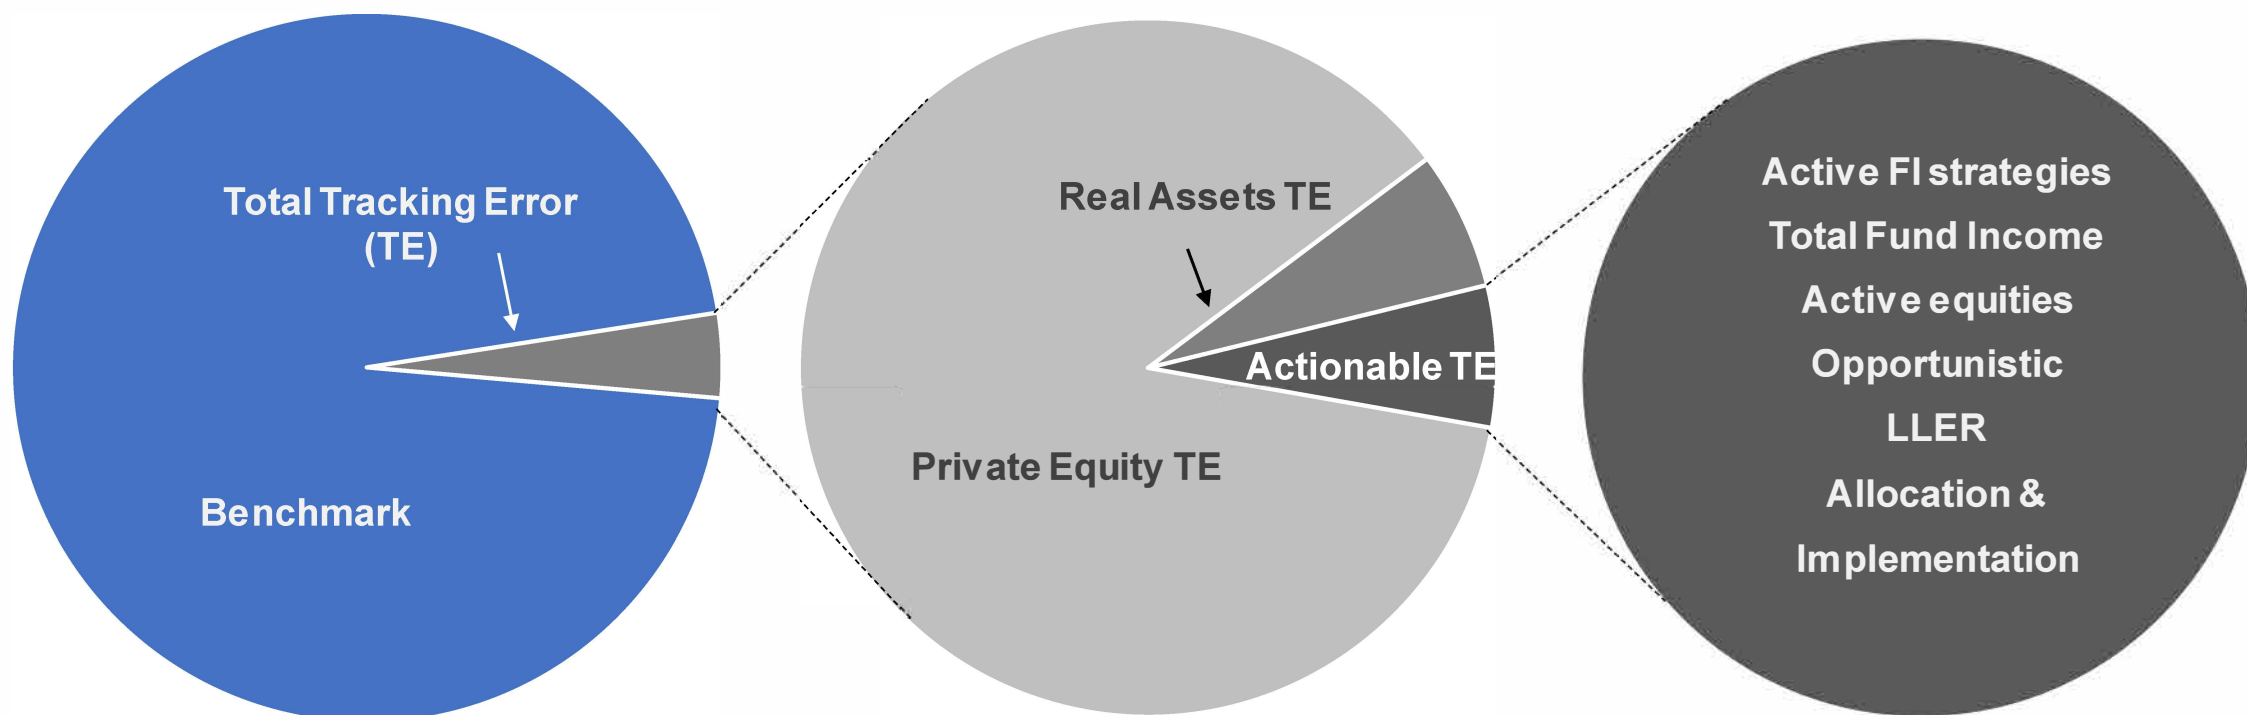 Total Tracking Error
(TE)
Benchmark
Real Assets TE
Actionable TE
Private Equity TE
Active FI strategies
Total Fund Income
Active equities
Opportunistic
LLER
Allocation &
Implementation